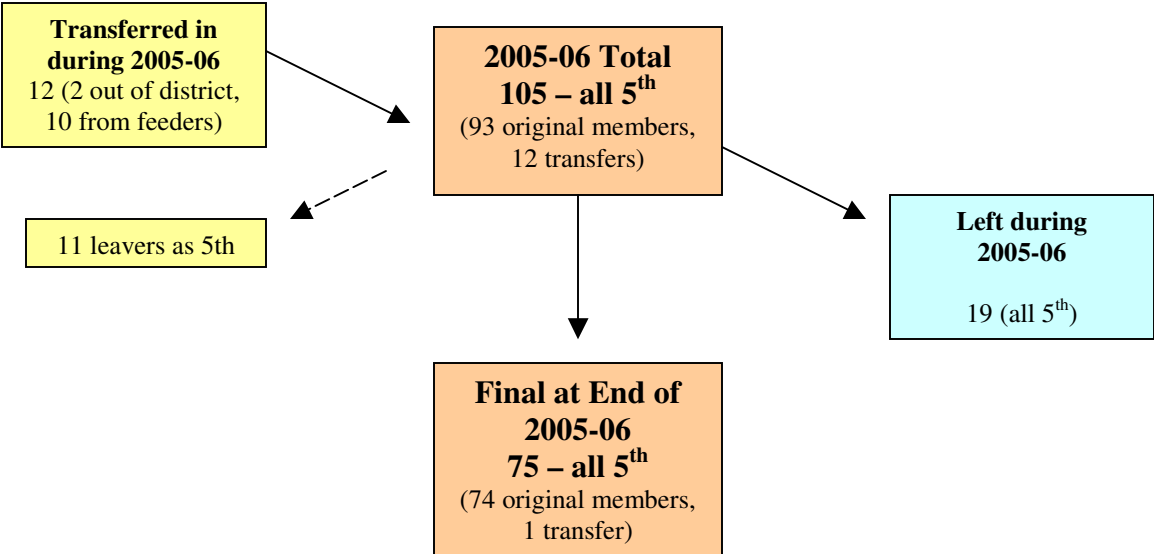 Transferred in
during 2005-06
12 (2 out of district,
10 from feeders)
2005-06 Total
105 – all 5th
(93 original members,
12 transfers)
11 leavers as 5th
Left during
2005-06
19 (all 5th)
Final at End of
2005-06
75 – all 5th
(74 original members,
1 transfer)